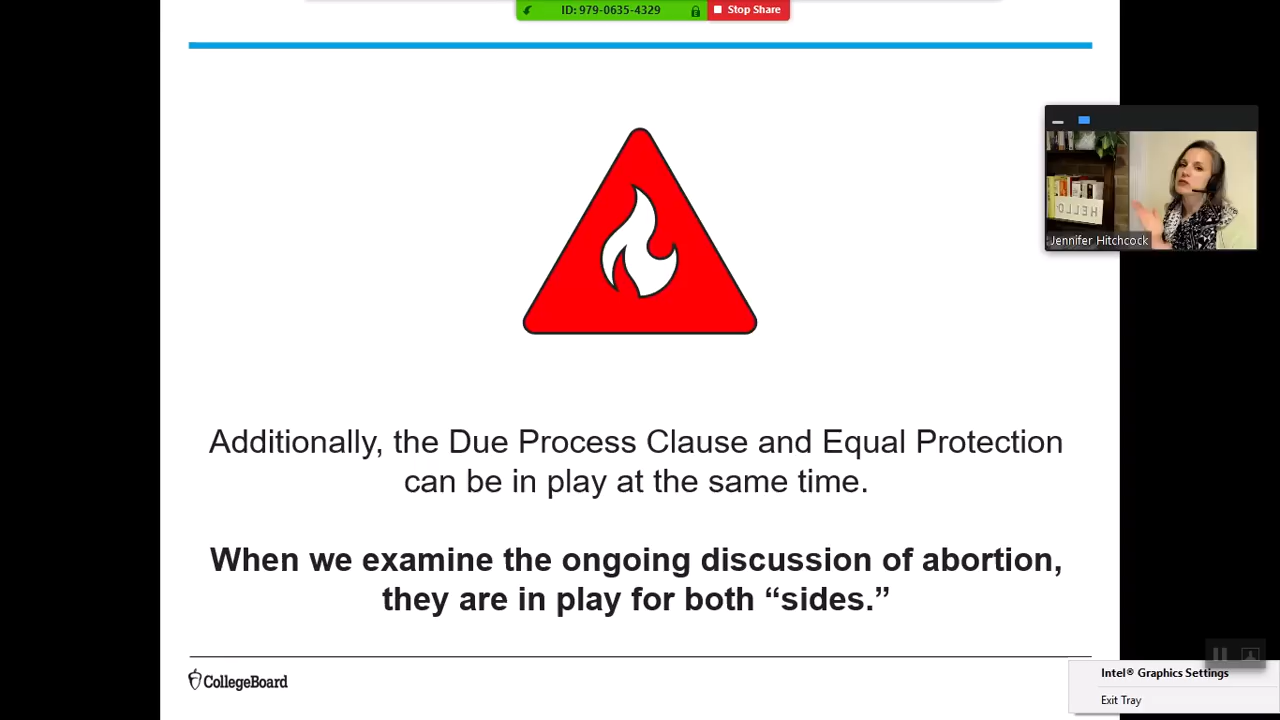 ID: 979-0635-4329
Stop Share
HELLO
Jennifer Hitchcock
Additionally, the Due Process Clause and Equal Protection
can be in play at the same time.
When we examine the ongoing discussion of abortion,
they are in play for both “sides.”
CollegeBoard
Intel® Graphics Settings
Exit Tray